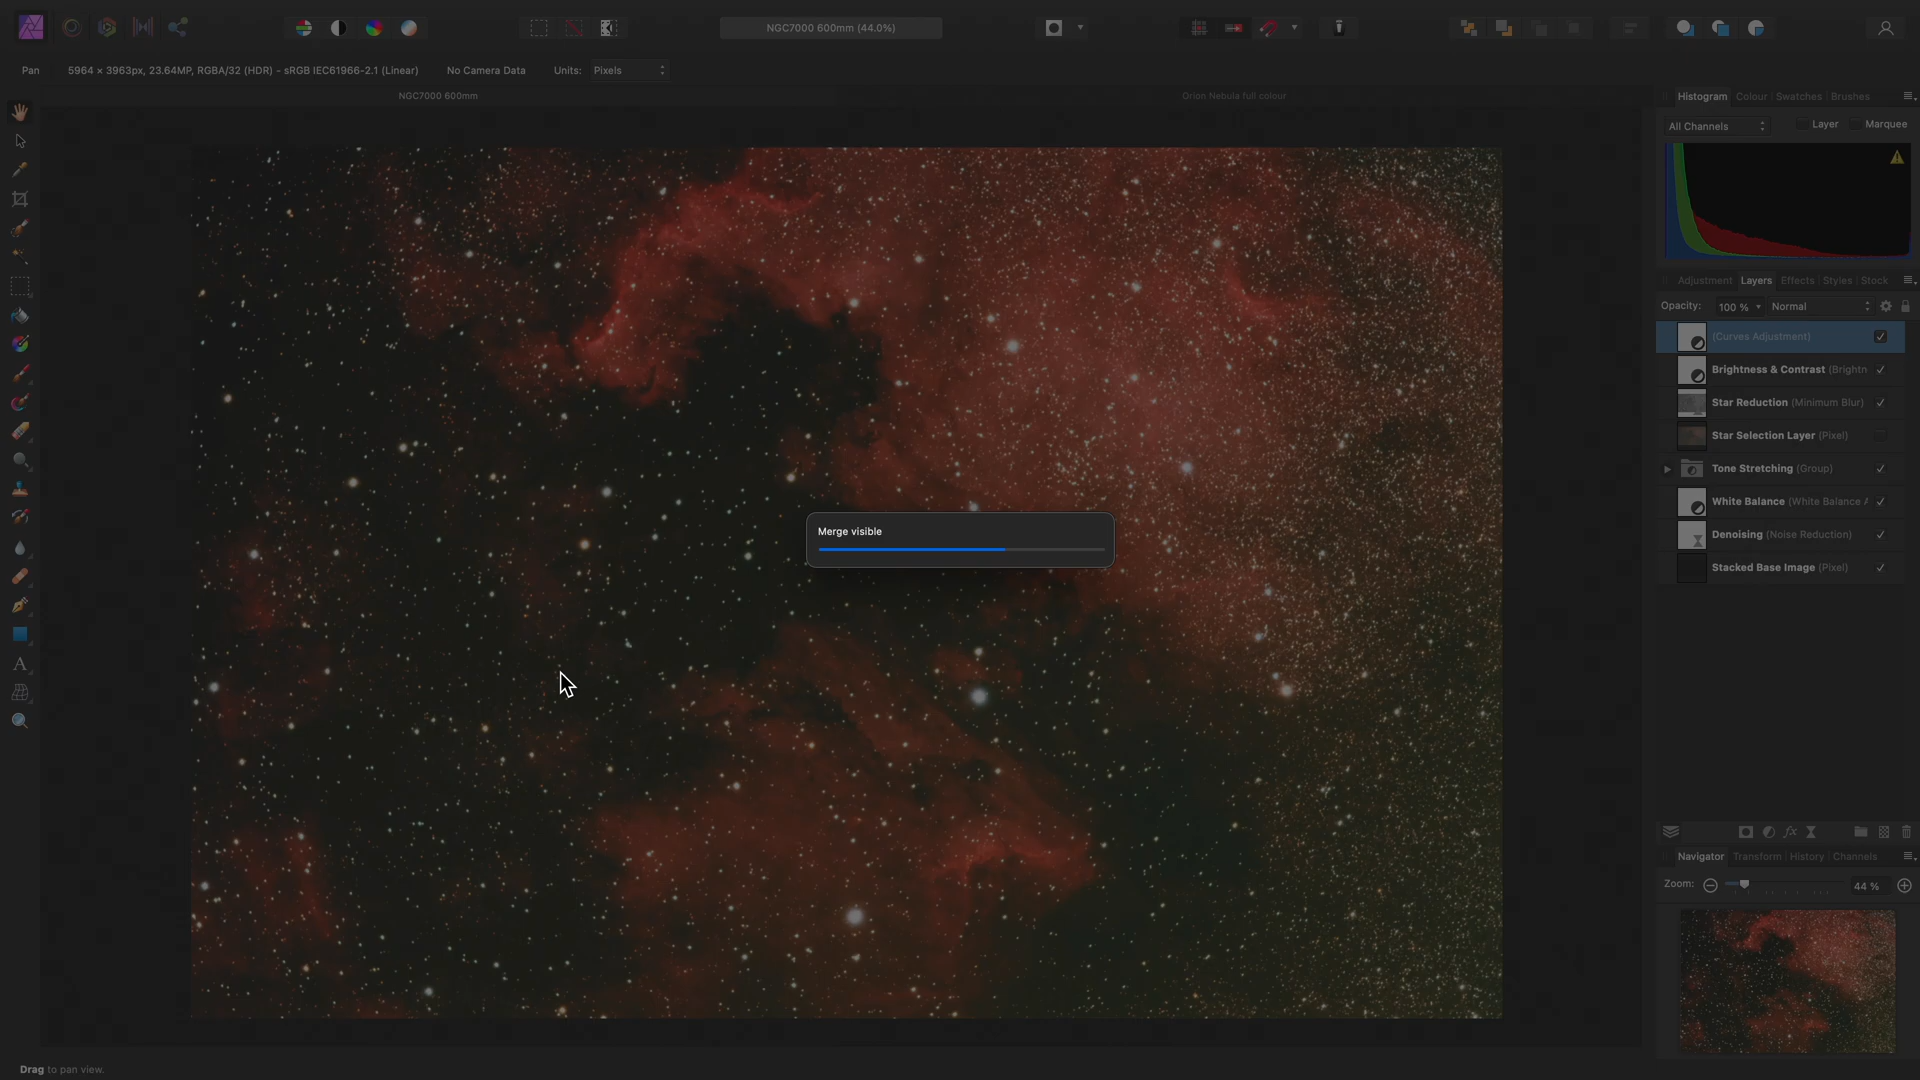 NGC7000 600mm (44.0%)
Pan
5964 × 3963px, 23.64MP, RGBA/32 (HDR) - sRGB IEC61966-2.1 (Linear)
No Camera Data
Units:
Pixels
NGC7000 600mm
Orion Nebula full colour
Histogram
Colour
Swatches
Brushes
All Channels
Layer
Marquee
Adjustment
Layers
Effects
Styles
Stock
Opacity:
100 %
Normal
(Curves Adjustment)
Brightness & Contrast (Brightn
Star Reduction (Minimum Blur)
Star Selection Layer (Pixel)
Tone Stretching (Group)
White Balance (White Balance A
Denoising (Noise Reduction)
Stacked Base Image (Pixel)
Merge visible
A
fx
Navigator
Transform
History
Channels
Zoom:
44 %
Drag to pan view.